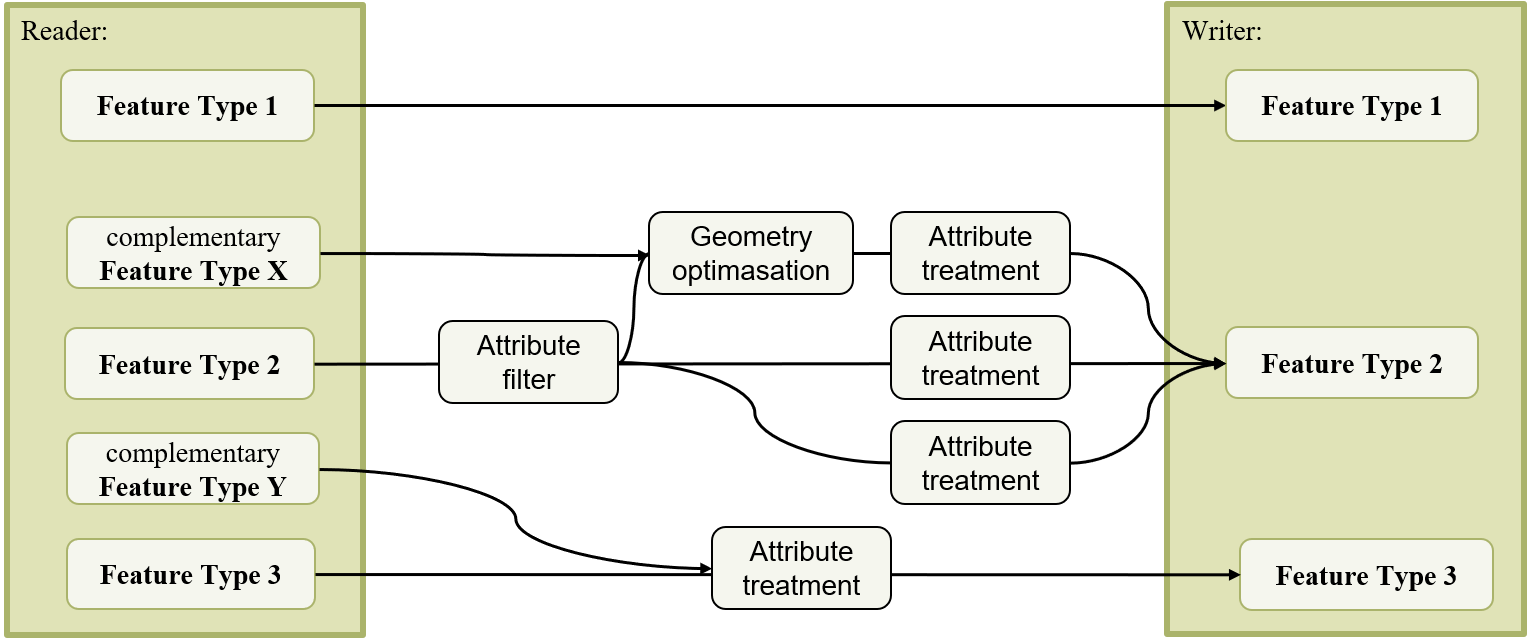 Reader:
Writer:
Feature Type 1
Feature Type 1
complementary
Feature Type X
Geometry
optimasation
Attribute
treatment
Feature Type 2
Attribute
filter
Attribute
treatment
Feature Type 2
complementary
Feature Type Y
Attribute
treatment
Feature Type 3
Attribute
treatment
Feature Type 3